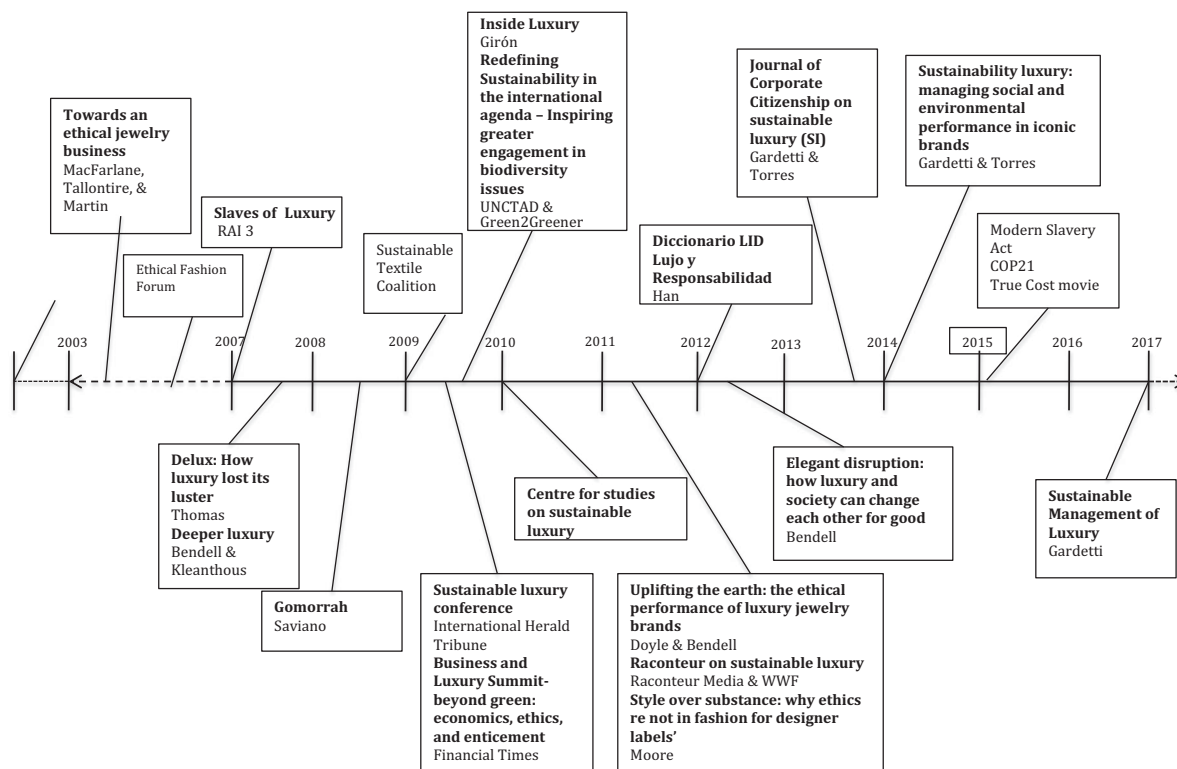 Towards an
ethical jewelry
business
MacFarlane,
Tallontire, &
Martin
Ethical Fashion
Forum
Slaves of Luxury
RAI 3
Sustainable
Textile
Coalition
Inside Luxury
Girón
Redefining
Sustainability in
the international
agenda – Inspiring
greater
engagement in
biodiversity
issues
UNCTAD &
Green2Greener
Diccionario LID
Lujo y
Responsabilidad
Han
Journal of
Corporate
Citizenship on
sustainable
luxury (SI)
Gardetti &
Torres
Sustainability luxury:
managing social and
environmental
performance in iconic
brands
Gardetti & Torres
Modern Slavery
Act
COP21
True Cost movie
2003
2007
2008
2009
2010
2011
2012
2013
2014
2015
2016
2017
Delux: How
luxury lost its
luster
Thomas
Deeper luxury
Bendell &
Kleanthous
Gomorrah
Saviano
Sustainable luxury
conference
International Herald
Tribune
Business and
Luxury Summit-
beyond green:
economics, ethics,
and enticement
Financial Times
Centre for studies
on sustainable
luxury
Uplifting the earth: the ethical
performance of luxury jewelry
brands
Doyle & Bendell
Raconteur on sustainable luxury
Raconteur Media & WWF
Style over substance: why ethics
re not in fashion for designer
labels’
Moore
Elegant disruption:
how luxury and
society can change
each other for good
Bendell
Sustainable
Management of
Luxury
Gardetti